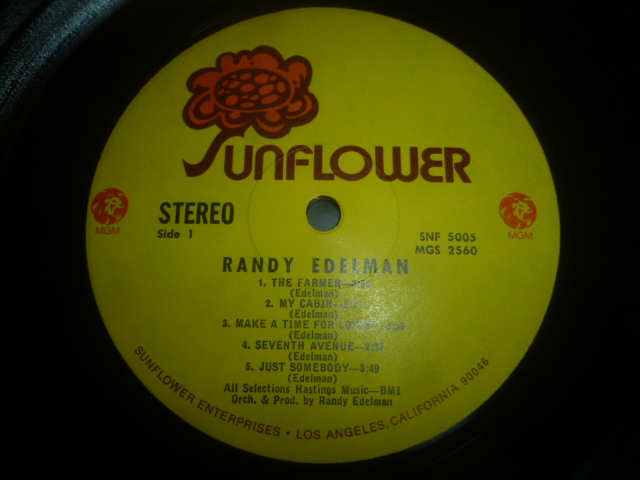 SUNFLOWER
MGM
MGM
STEREO
Side 1
SNF 5005
MGS 2560
RANDY EDELMAN
1. THE FARMER
(Edelman)
2. MY CABIN
(Edelman)
3. MAKE A TIME FOR
(Edelman)
4. SEVENTH AVENUE—2:37
(Edelman)
5. JUST SOMEBODY—3:49
(Edelman)
All Selections Hastings Music—BMI
Orch. & Prod. by Randy Edelman
SUNFLOWER ENTERPRISES • LOS ANGELES, CALIFORNIA 90046